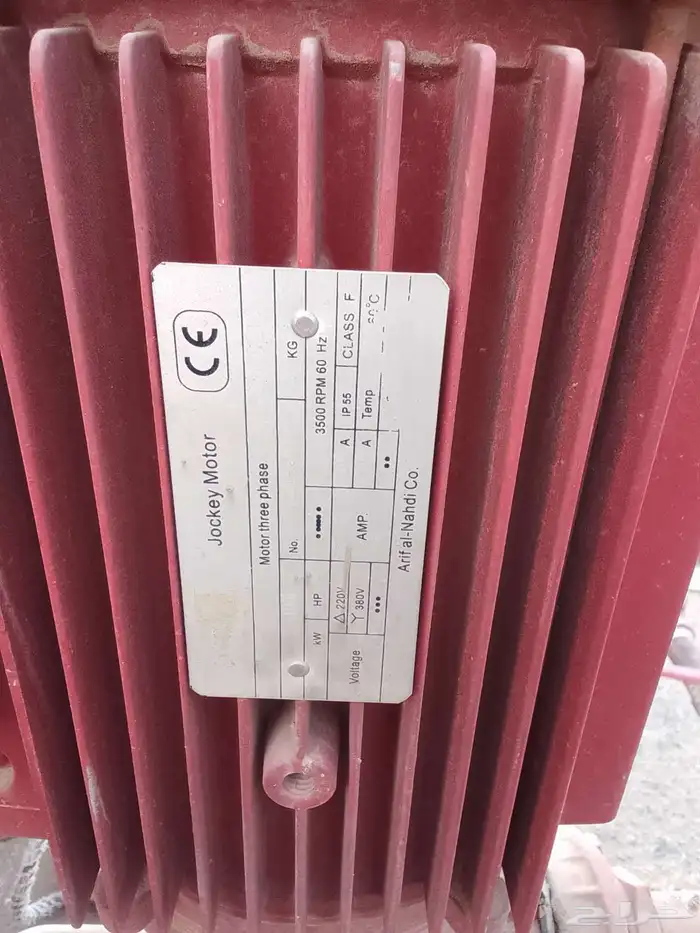 CE
Jockey Motor
Motor three phase
No. KG
kW HP 3500 RPM 60 Hz
Voltage △ 220V AMP. A IP 55 CLASS F
Y 380V A Temp °C
Arif al-Nahdi Co.
حراج